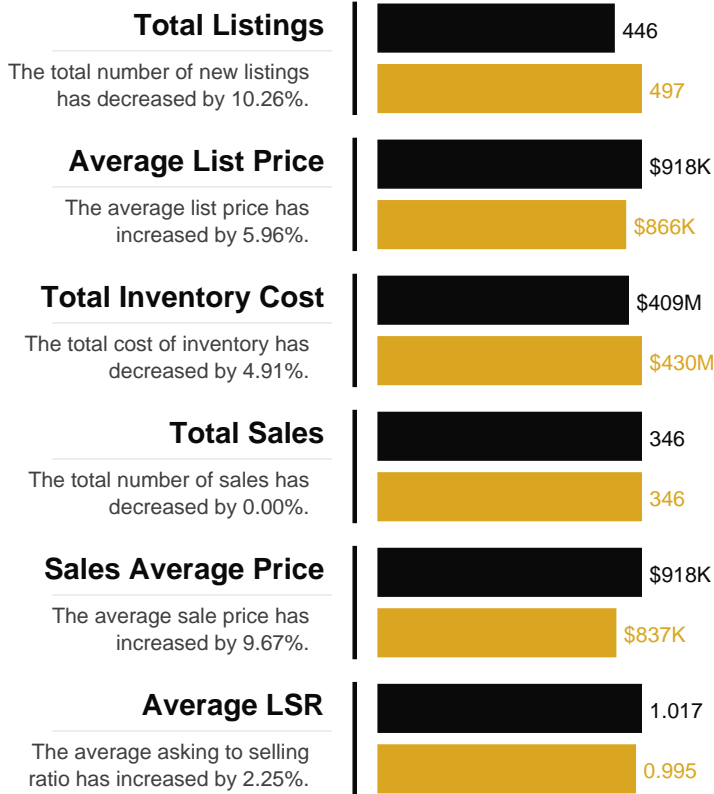 Total Listings
The total number of new listings
has decreased by 10.26%.
446
497
Average List Price
The average list price has
increased by 5.96%.
$918K
$866K
Total Inventory Cost
The total cost of inventory has
decreased by 4.91%.
$409M
$430M
Total Sales
The total number of sales has
decreased by 0.00%.
346
346
Sales Average Price
The average sale price has
increased by 9.67%.
$918K
$837K
Average LSR
The average asking to selling
ratio has increased by 2.25%.
1.017
0.995